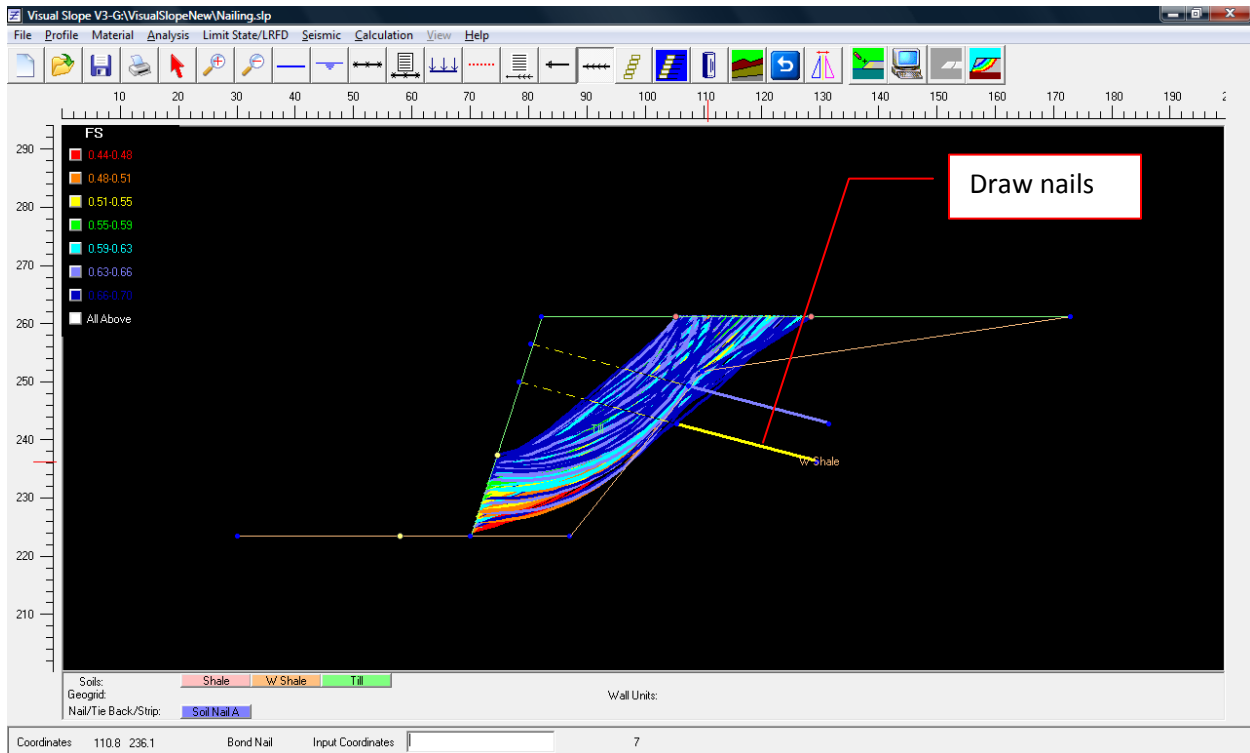 Visual Slope V3-G:\VisualSlopeNew\Nailing.slp
File Profile Material Analysis Limit State/LRFD Seismic Calculation View Help
10 20 30 40 50 60 70 80 90 100 110 120 130 140 150 160 170 180 190
FS
0.44-0.48
0.48-0.51
0.51-0.55
0.55-0.59
0.59-0.63
0.63-0.66
0.66-0.70
All Above
290
280
270
260
250
240
230
220
210
Draw nails
Till
W Shale
Soils: Shale W Shale Till
Geogrid: Wall Units:
Nail/Tie Back/Strip: Soil Nail A
Coordinates 110.8 236.1 Bond Nail Input Coordinates 7